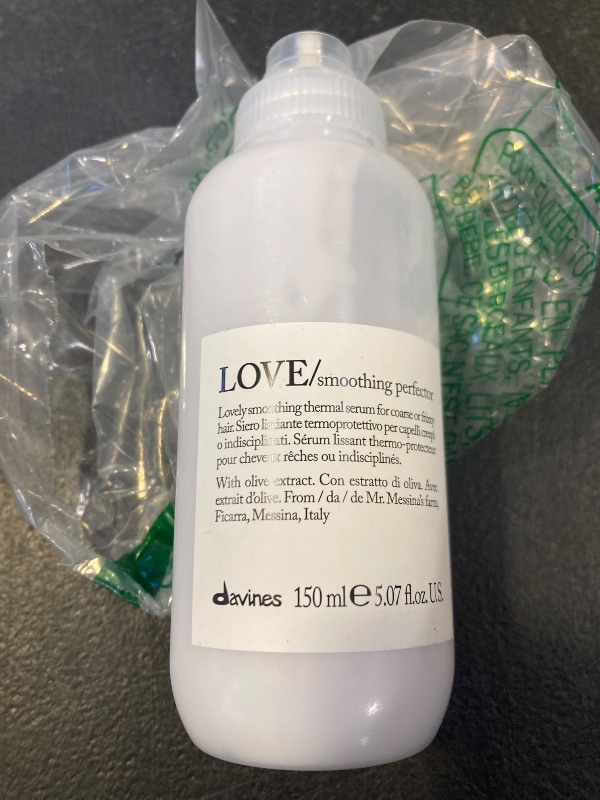 LOVE/smoothing perfector
Lovely smoothing thermal serum for coarse or frizzy
hair. Siero lisciante termoprotettivo per capelli crespi
o indisciplinati. Sérum lissant thermo-protecteur
pour cheveux rêches ou indisciplinés.
With olive extract. Con estratto di oliva. Avec
extrait d'olive. From / da / de Mr. Messina's farm,
Ficarra, Messina, Italy
davines 150 ml e 5.07 fl.oz. U.S.